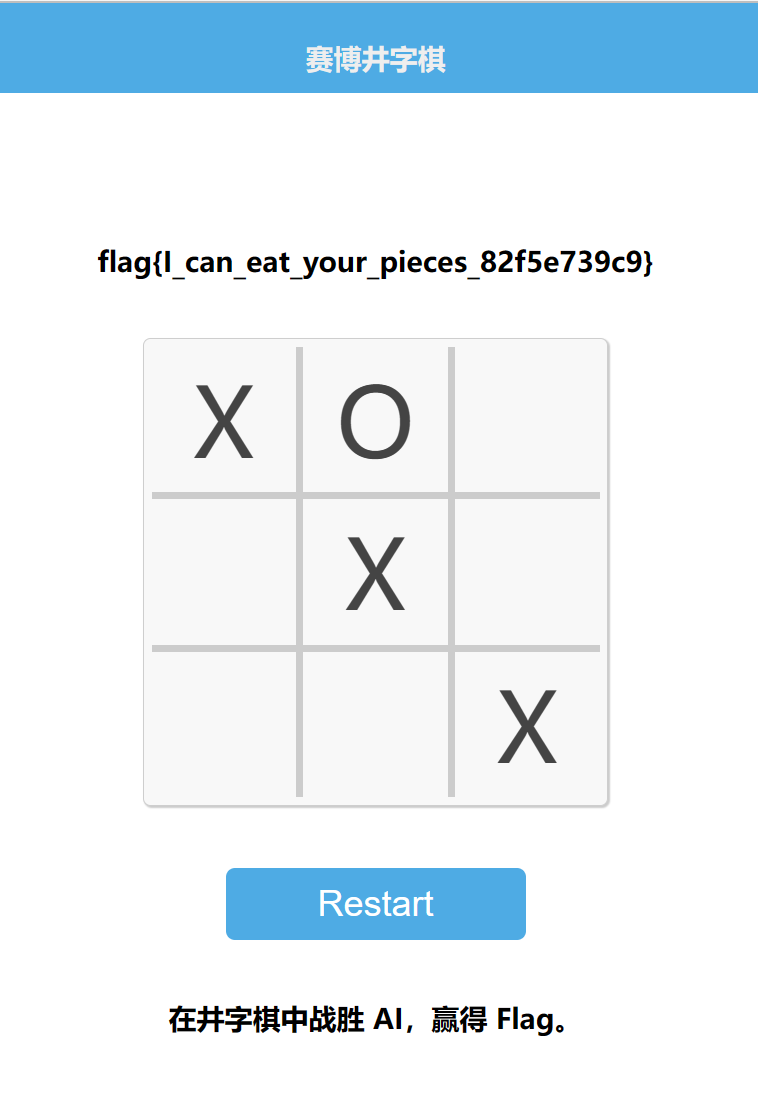 赛博井字棋
flag{I_can_eat_your_pieces_82f5e739c9}
X O
X
X
Restart
在井字棋中战胜 AI，赢得 Flag。